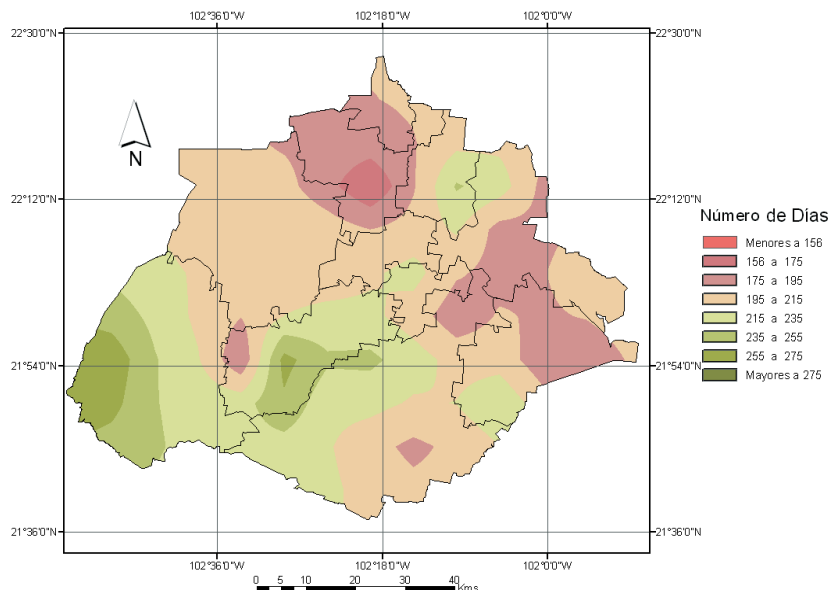 102°36'0"W 102°18'0"W 102°0'0"W
22°30'0"N 22°30'0"N
N
22°12'0"N 22°12'0"N
Número de Días
Menores a 156
156 a 175
175 a 195
195 a 215
215 a 235
235 a 255
255 a 275
Mayores a 275
21°54'0"N 21°54'0"N
21°36'0"N 21°36'0"N
102°36'0"W 102°18'0"W 102°0'0"W
0 5 10 20 30 40
Kms